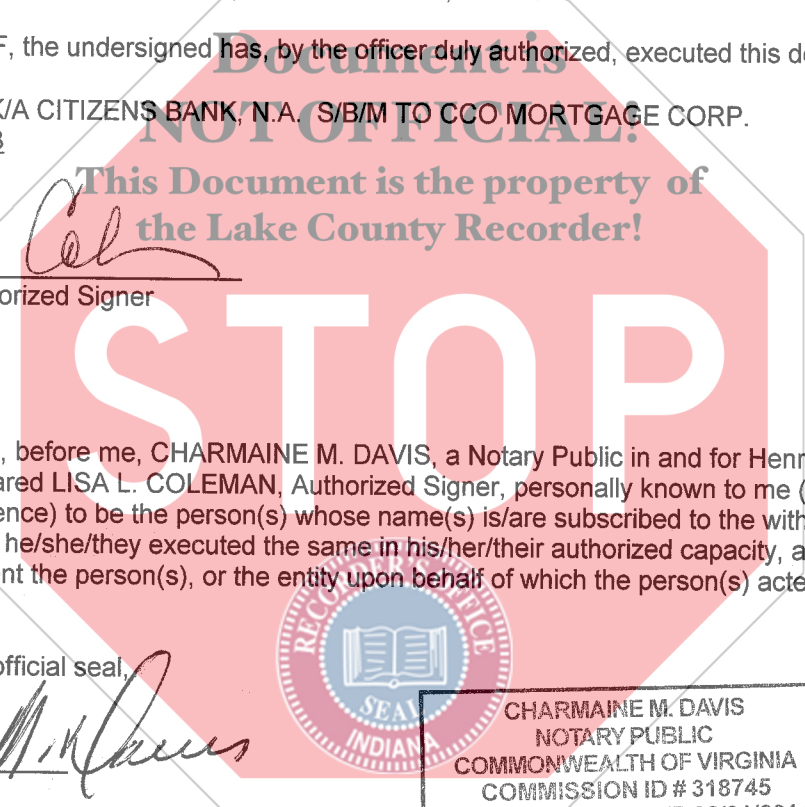 F, the undersigned has, by the officer duly authorized, executed this d
Document is
K/A CITIZENS BANK, N.A. S/B/M TO CCO MORTGAGE CORP.
NOT OFFICIAL!
This Document is the property of
the Lake County Recorder!
orized Signer
STOP
, before me, CHARMAINE M. DAVIS, a Notary Public in and for Henr
ared LISA L. COLEMAN, Authorized Signer, personally known to me (
ence) to be the person(s) whose name(s) is/are subscribed to the with
he/she/they executed the same in his/her/their authorized capacity, a
nt the person(s), or the entity upon behalf of which the person(s) acte
RECORDER'S OFFICE
SEAL
INDIANA
official seal,
CHARMAINE M. DAVIS
NOTARY PUBLIC
COMMONWEALTH OF VIRGINIA
COMMISSION ID # 318745